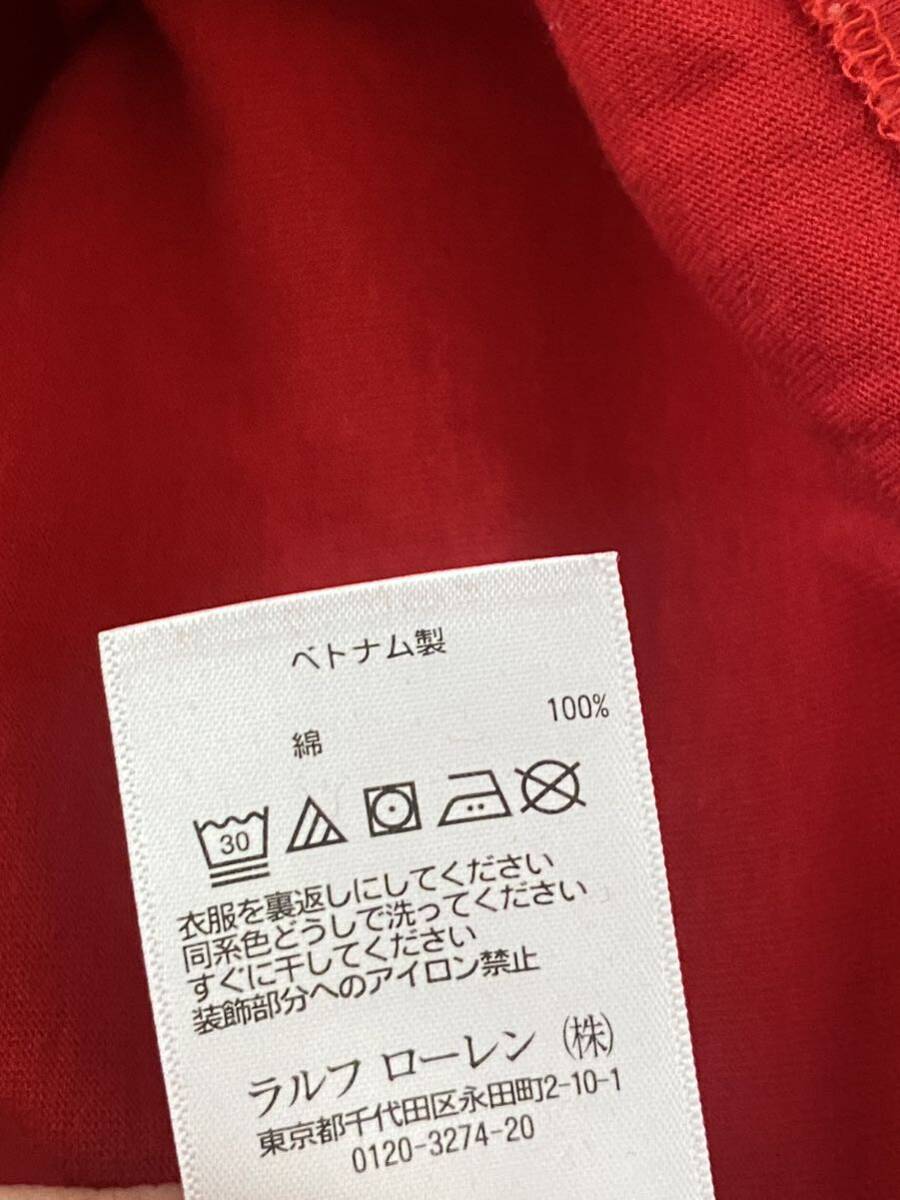 ベトナム製
綿 100%
30
衣服を裏返しにしてください
同系色どうしで洗ってください
すぐに干してください
装飾部分へのアイロン禁止
ラルフ ローレン (株)
東京都千代田区永田町2-10-1
0120-3274-20